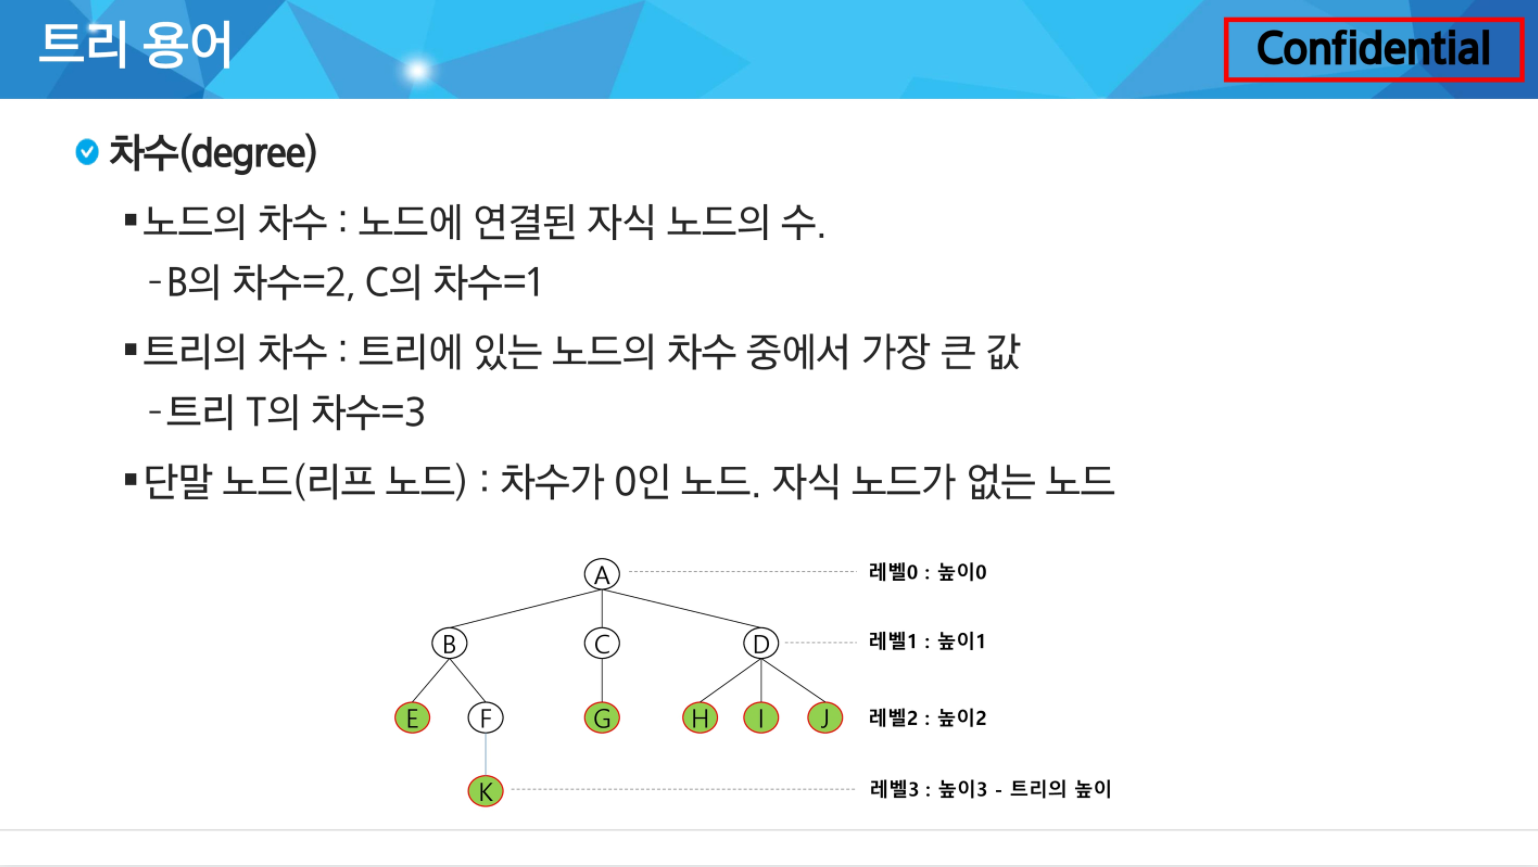 트리 용어
Confidential
차수(degree)
▪노드의 차수 : 노드에 연결된 자식 노드의 수.
-B의 차수=2, C의 차수=1
▪트리의 차수 : 트리에 있는 노드의 차수 중에서 가장 큰 값
-트리 T의 차수=3
▪단말 노드(리프 노드) : 차수가 0인 노드. 자식 노드가 없는 노드
A 레벨0 : 높이0
B C D 레벨1 : 높이1
E F G H I J 레벨2 : 높이2
K 레벨3 : 높이3 - 트리의 높이